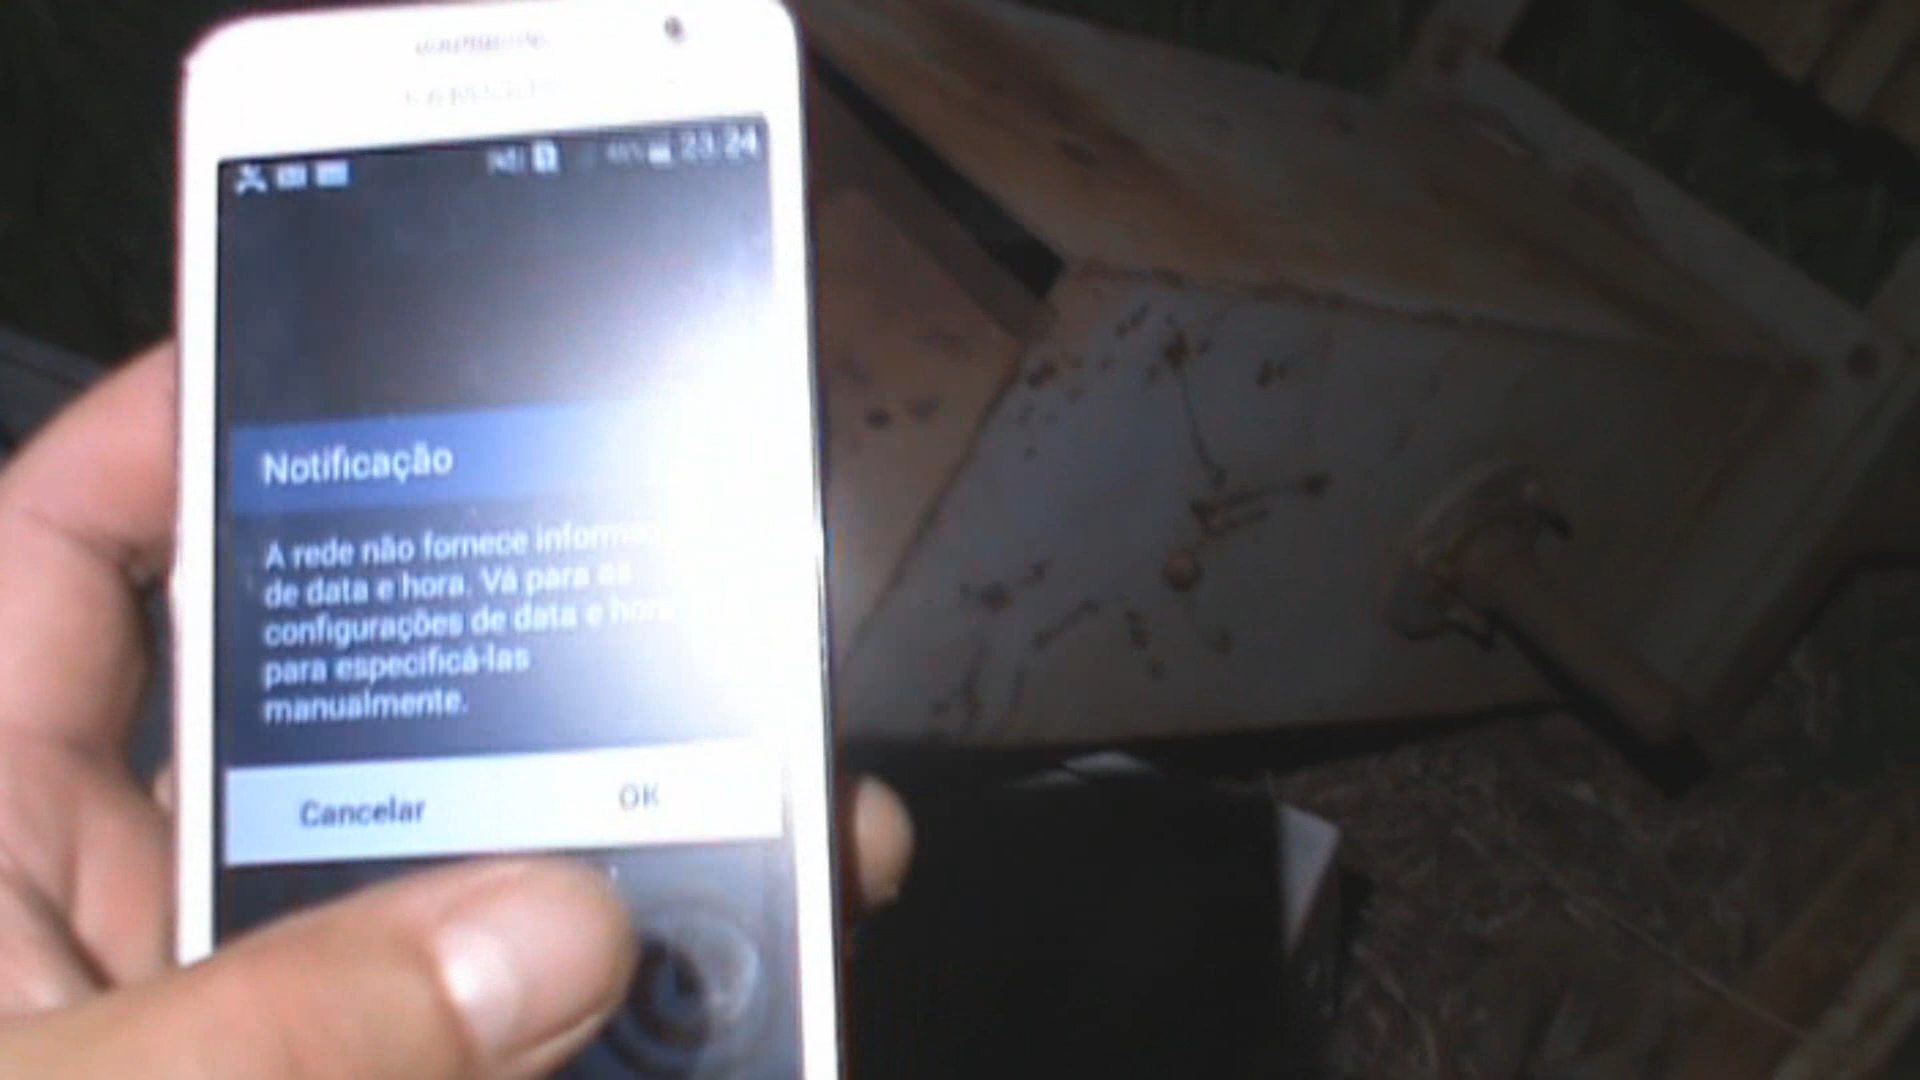 23:24
Notificação
A rede não fornece
de data e hora. Vá para as
configurações de data e hora
para especificá-las
manualmente.
Cancelar
OK